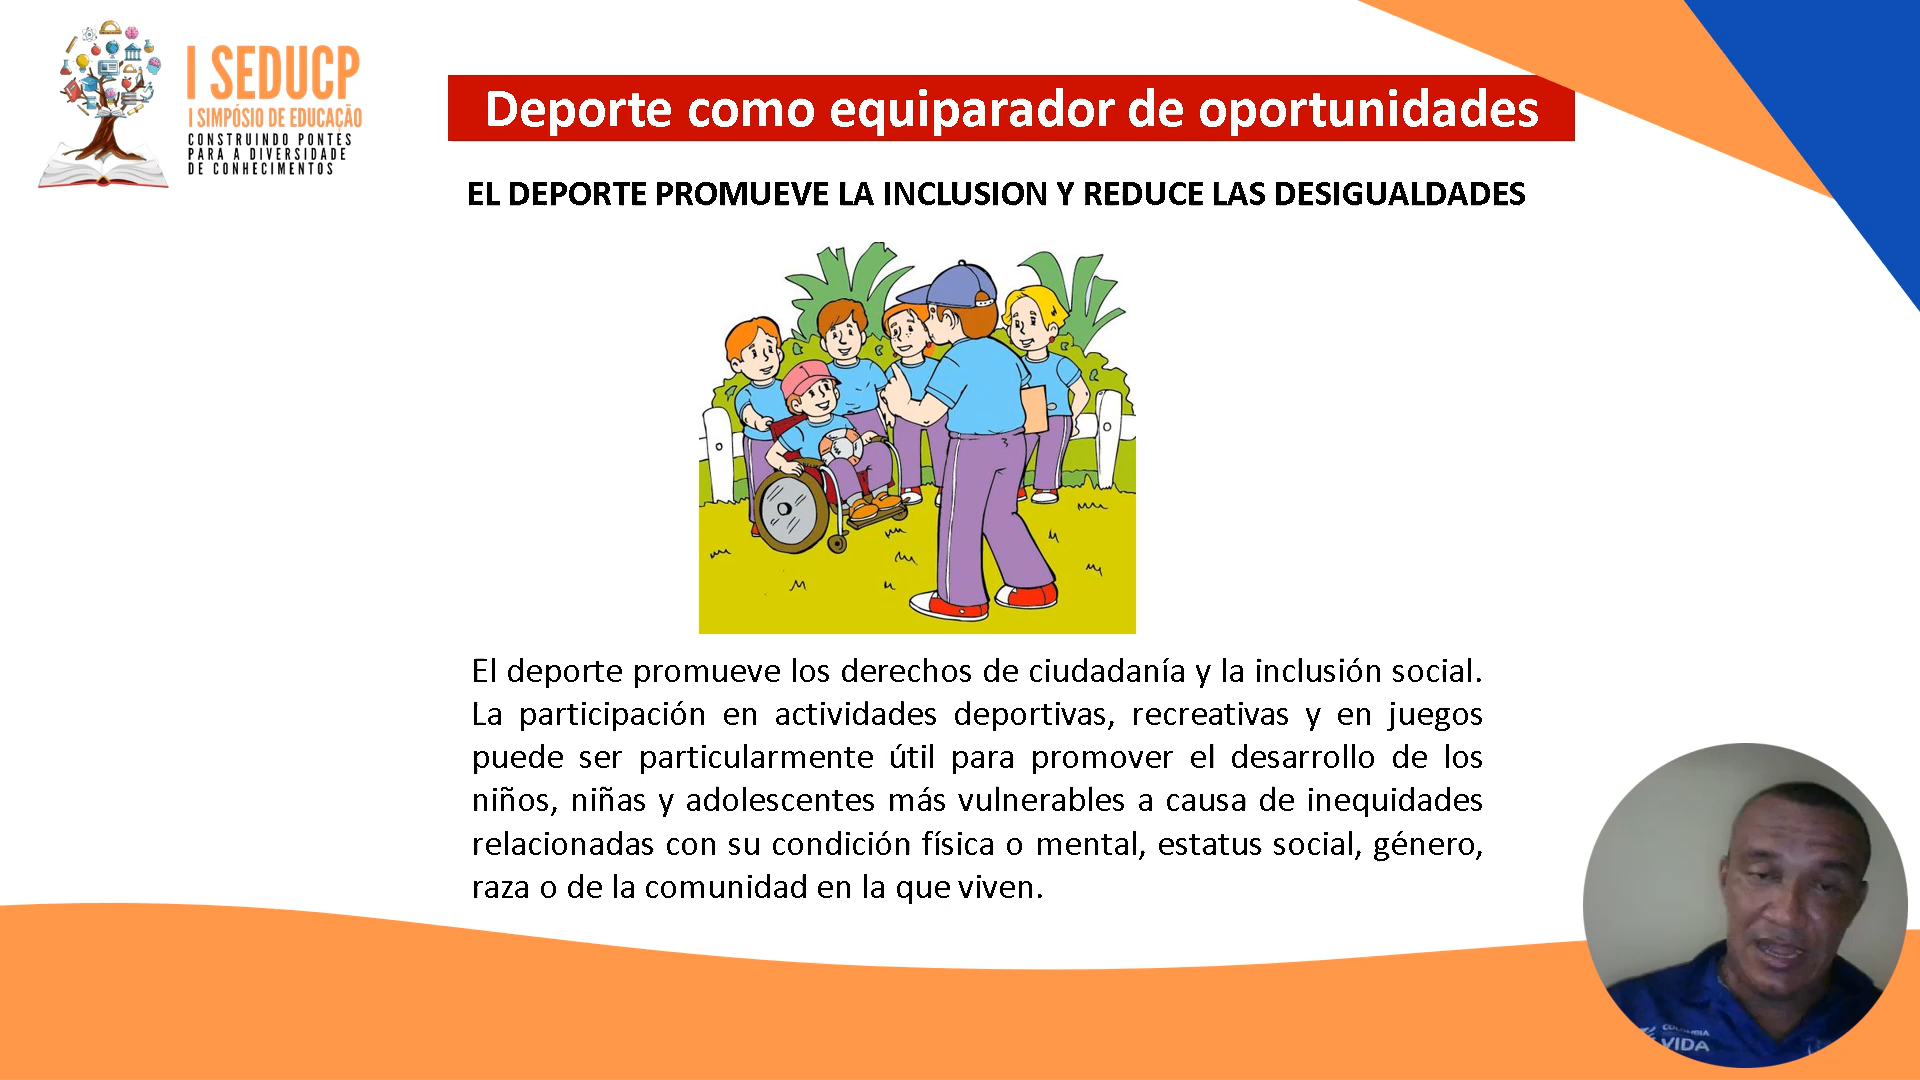 I SEDUCP
I SIMPÓSIO DE EDUCAÇÃO
CONSTRUINDO PONTES
PARA A DIVERSIDADE
DE CONHECIMENTOS
Deporte como equiparador de oportunidades
EL DEPORTE PROMUEVE LA INCLUSION Y REDUCE LAS DESIGUALDADES
El deporte promueve los derechos de ciudadanía y la inclusión social.
La participación en actividades deportivas, recreativas y en juegos
puede ser particularmente útil para promover el desarrollo de los
niños, niñas y adolescentes más vulnerables a causa de inequidades
relacionadas con su condición física o mental, estatus social, género,
raza o de la comunidad en la que viven.
VIDA